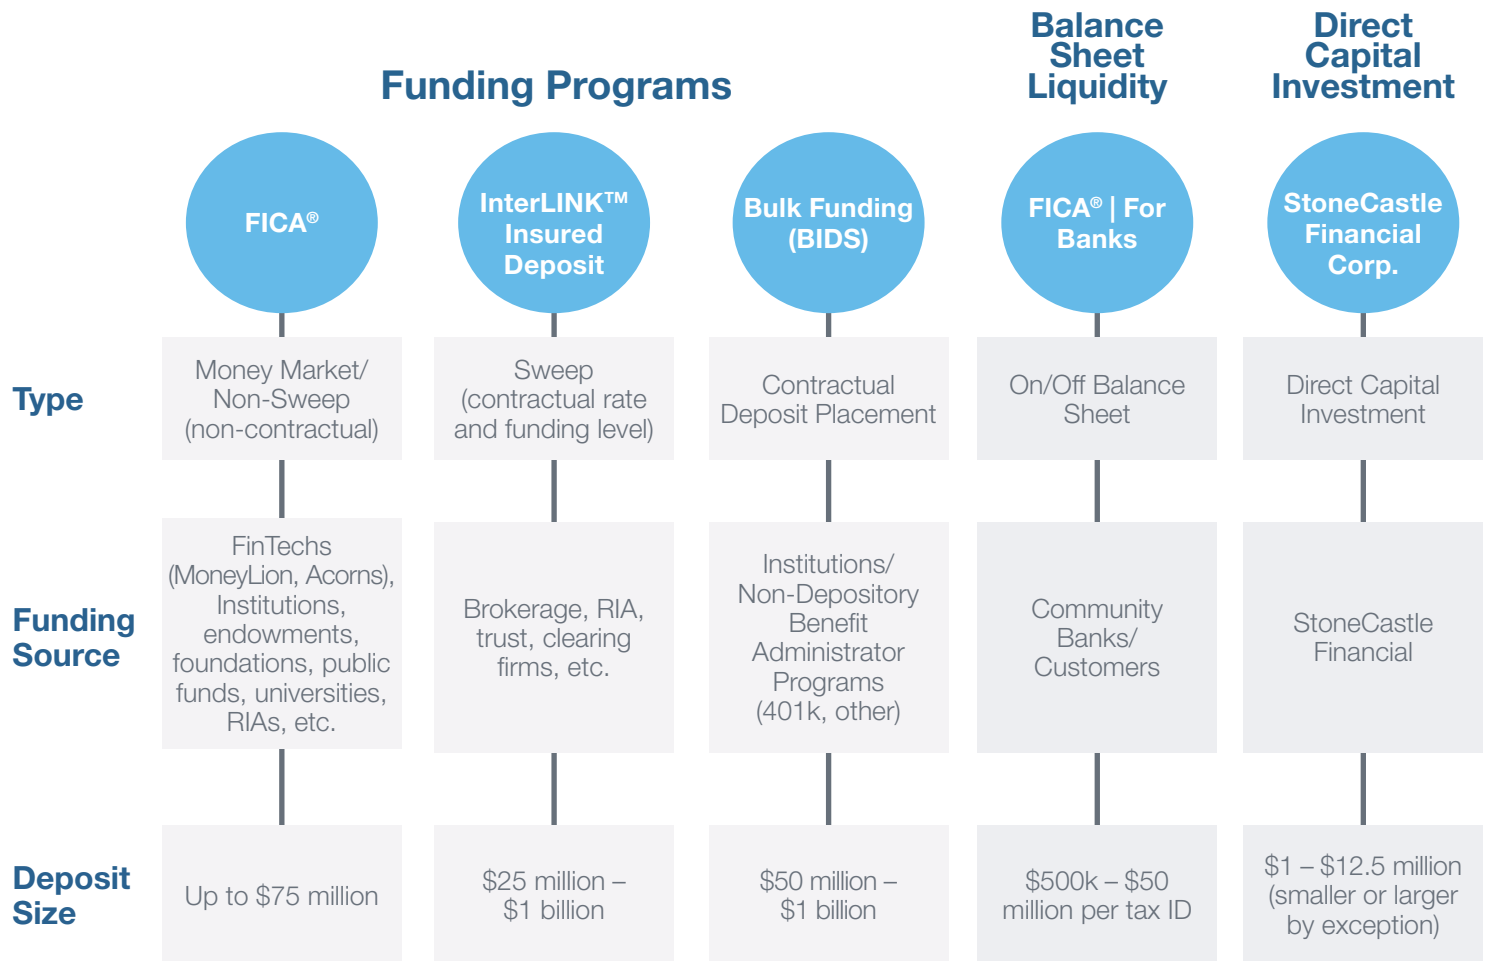 Funding Programs
Balance
Sheet
Liquidity
Direct
Capital
Investment
FICA®
InterLINK™
Insured
Deposit
Bulk Funding
(BIDS)
FICA® | For
Banks
StoneCastle
Financial
Corp.
Type
Money Market/
Non-Sweep
(non-contractual)
Sweep
(contractual rate
and funding level)
Contractual
Deposit Placement
On/Off Balance
Sheet
Direct Capital
Investment
Funding
Source
FinTechs
(MoneyLion, Acorns),
Institutions,
endowments,
foundations, public
funds, universities,
RIAs, etc.
Brokerage, RIA,
trust, clearing
firms, etc.
Institutions/
Non-Depository
Benefit
Administrator
Programs
(401k, other)
Community
Banks/
Customers
StoneCastle
Financial
Deposit
Size
Up to $75 million
$25 million –
$1 billion
$50 million –
$1 billion
$500k – $50
million per tax ID
$1 – $12.5 million
(smaller or larger
by exception)